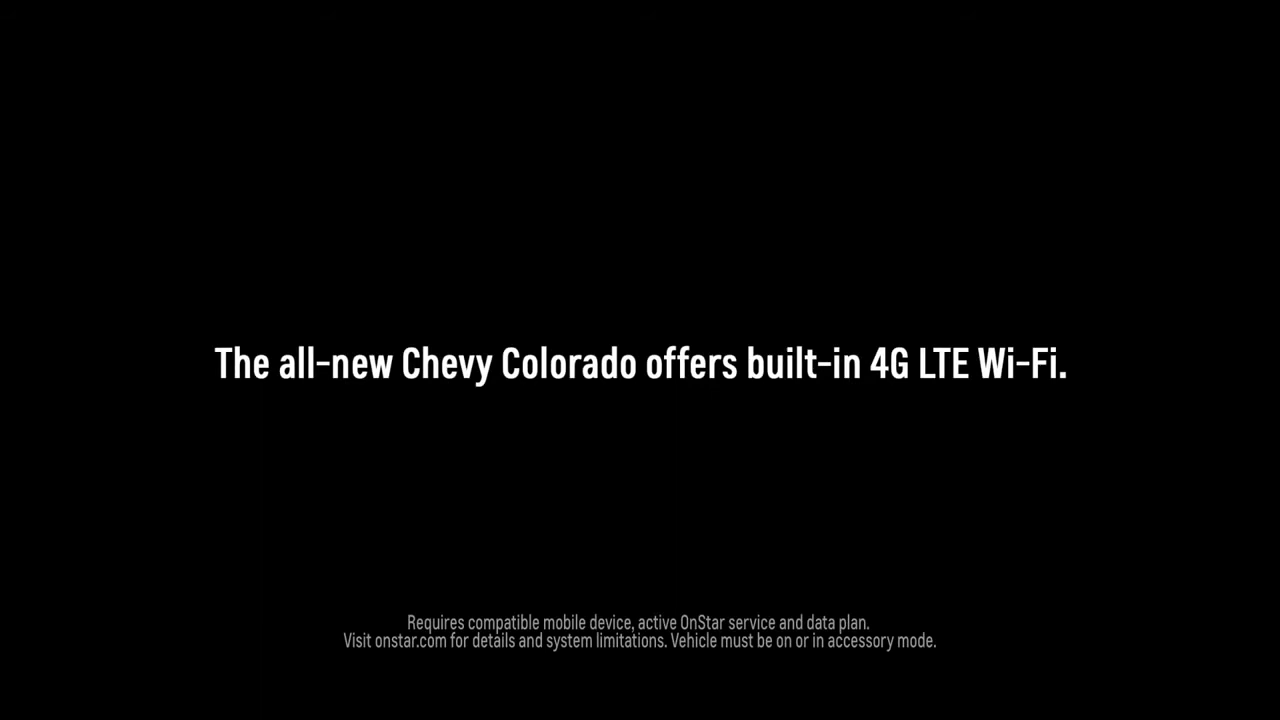 The all-new Chevy Colorado offers built-in 4G LTE Wi-Fi.
Requires compatible mobile device, active OnStar service and data plan.
Visit onstar.com for details and system limitations. Vehicle must be on or in accessory mode.